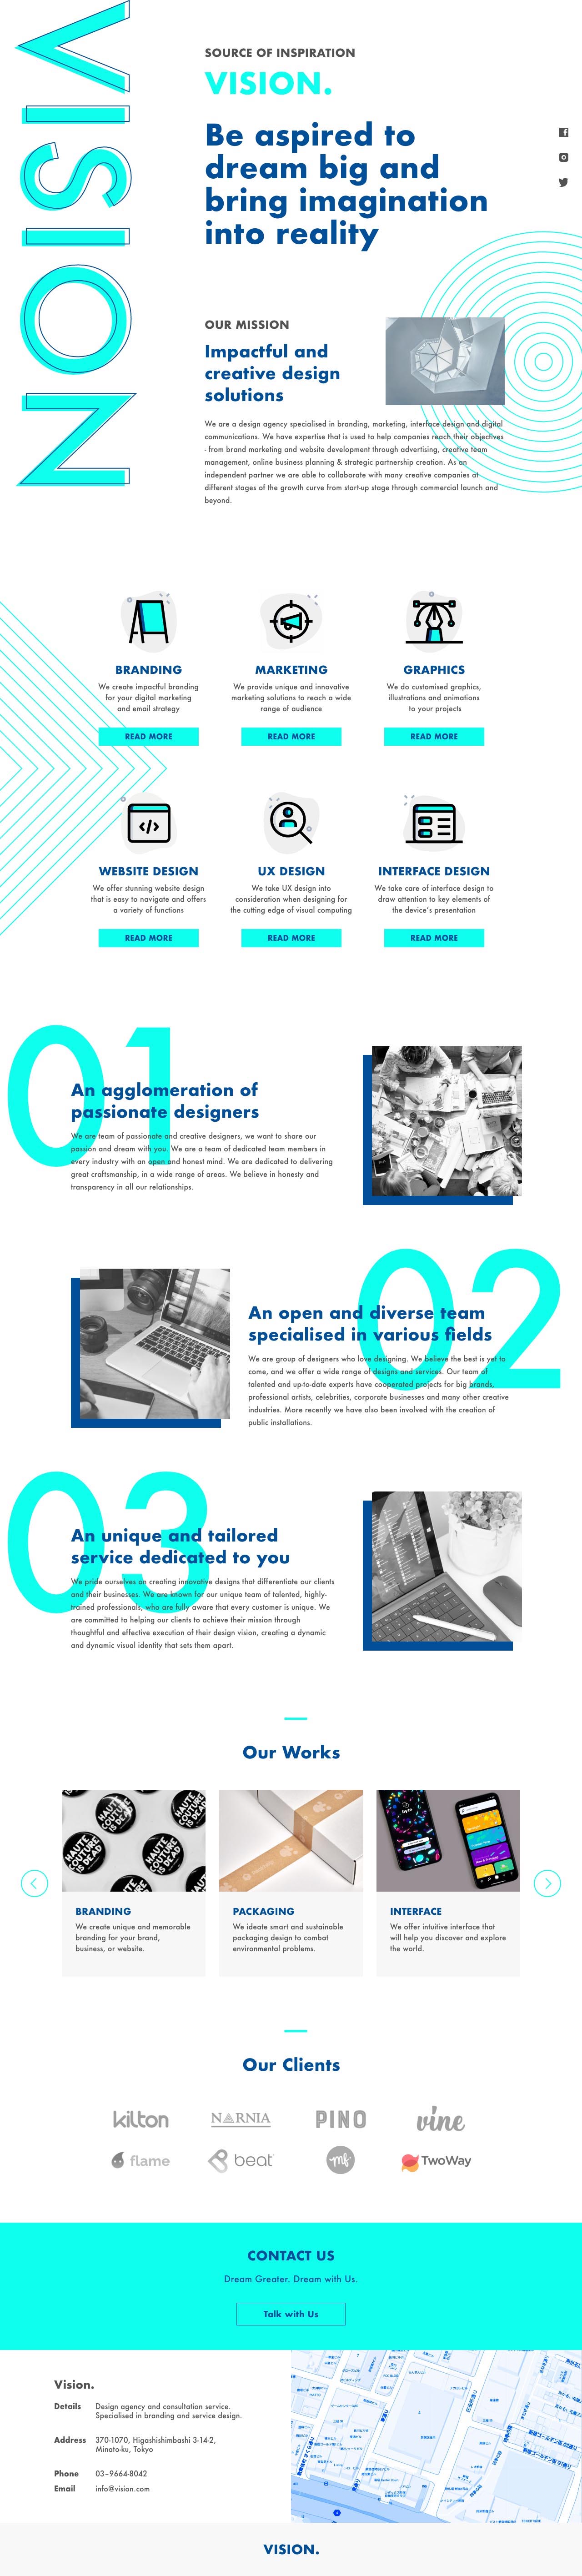 VISION
SOURCE OF INSPIRATION
VISION.
Be aspired to
dream big and
bring imagination
into reality
OUR MISSION
Impactful and
creative design
solutions
We are a design agency specialised in branding, marketing, interface design and digital
communications. We have expertise that is used to help companies reach their objectives
- from brand marketing and website development through advertising, creative team
management, online business planning & strategic partnership creation. As an
independent partner we are able to collaborate with many creative companies at
different stages of the growth curve from start-up stage through commercial launch and
beyond.
BRANDING
We create impactful branding
for your digital marketing
and email strategy
READ MORE
MARKETING
We provide unique and innovative
marketing solutions to reach a wide
range of audience
READ MORE
GRAPHICS
We do customised graphics,
illustrations and animations
to your projects
READ MORE
WEBSITE DESIGN
We offer stunning website design
that is easy to navigate and offers
a variety of functions
READ MORE
UX DESIGN
We take UX design into
consideration when designing for
the cutting edge of visual computing
READ MORE
INTERFACE DESIGN
We take care of interface design to
draw attention to key elements of
the device's presentation
READ MORE
01
An agglomeration of
passionate designers
We are team of passionate and creative designers, we want to share our
passion and dream with you. We are a team of dedicated team members in
every industry with an open and honest mind. We are dedicated to delivering
great craftsmanship, in a wide range of areas. We believe in honesty and
transparency in all our relationships.
02
An open and diverse team
specialised in various fields
We are group of designers who love designing. We believe the best is yet to
come, and we offer a wide range of designs and services. Our team of
talented and up-to-date experts have cooperated projects for big brands,
professional artists, celebrities, corporate businesses and many other creative
industries. More recently we have also been involved with the creation of
public installations.
03
An unique and tailored
service dedicated to you
We pride ourselves on creating innovative designs that differentiate our clients
and their businesses. We are known for our unique team of talented, highly-
trained professionals, who are fully aware that every customer is unique. We
are committed to helping our clients to achieve their mission through
thoughtful and effective execution of their design vision, creating a dynamic
and dynamic visual identity that sets them apart.
Our Works
HAUTE
COUTURE
IS DEAD
BRANDING
We create unique and memorable
branding for your brand,
business, or website.
PACKAGING
We ideate smart and sustainable
packaging design to combat
environmental problems.
INTERFACE
We offer intuitive interface that
will help you discover and explore
the world.
Our Clients
kilton
NARNIA
PINO
vine
flame
beat
mf
TwoWay
CONTACT US
Dream Greater. Dream with Us.
Talk with Us
Vision.
Details Design agency and consultation service.
Specialised in branding and service design.
Address 370-1070, Higashishimbashi 3-14-2,
Minato-ku, Tokyo
Phone 03-9664-8042
Email info@vision.com
VISION.